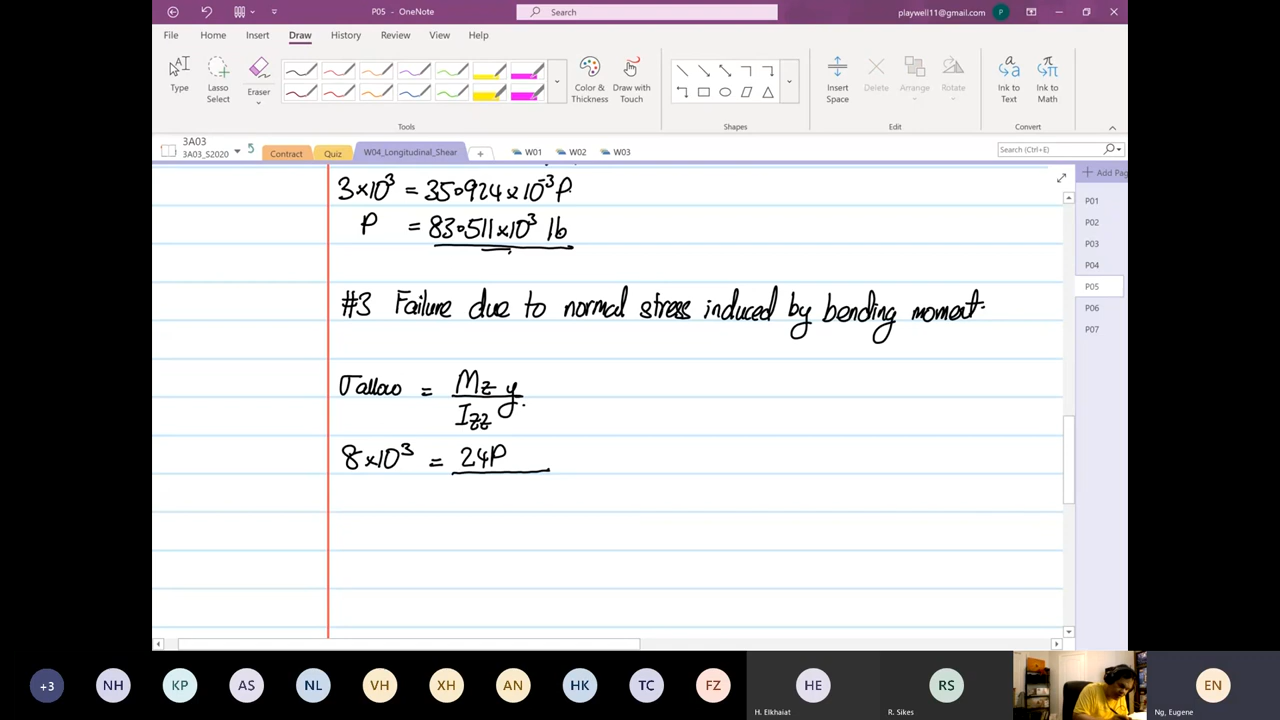 P05 - OneNote
Search
playwell11@gmail.com
P
File Home Insert Draw History Review View Help
Type
Lasso Select
Eraser
Color & Thickness
Draw with Touch
Insert Space
Delete
Arrange
Rotate
Ink to Text
Ink to Math
Tools
Shapes
Edit
Convert
3A03
3A03_S2020
5
Contract
Quiz
W04_Longitudinal_Shear
+
W01
W02
W03
Search (Ctrl+E)
Add Pag
P01
P02
P03
P04
P05
P06
P07
3×10³ = 35.924×10⁻³P
P = 83.511×10³ lb
#3 Failure due to normal stress induced by bending moment.
σallow = Mz y / Izz
8×10³ = 24P
+3 NH KP AS NL VH XH AN HK TC FZ HE RS EN
H. Elkhaiat
R. Sikes
Ng, Eugene